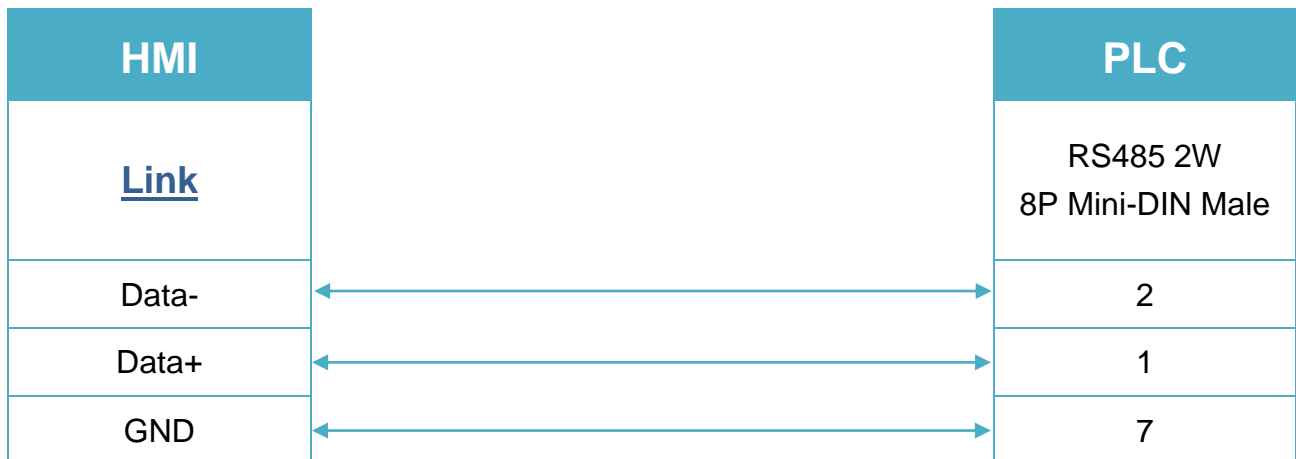 HMI PLC
Link
RS485 2W
8P Mini-DIN Male
Data- 2
Data+ 1
GND 7